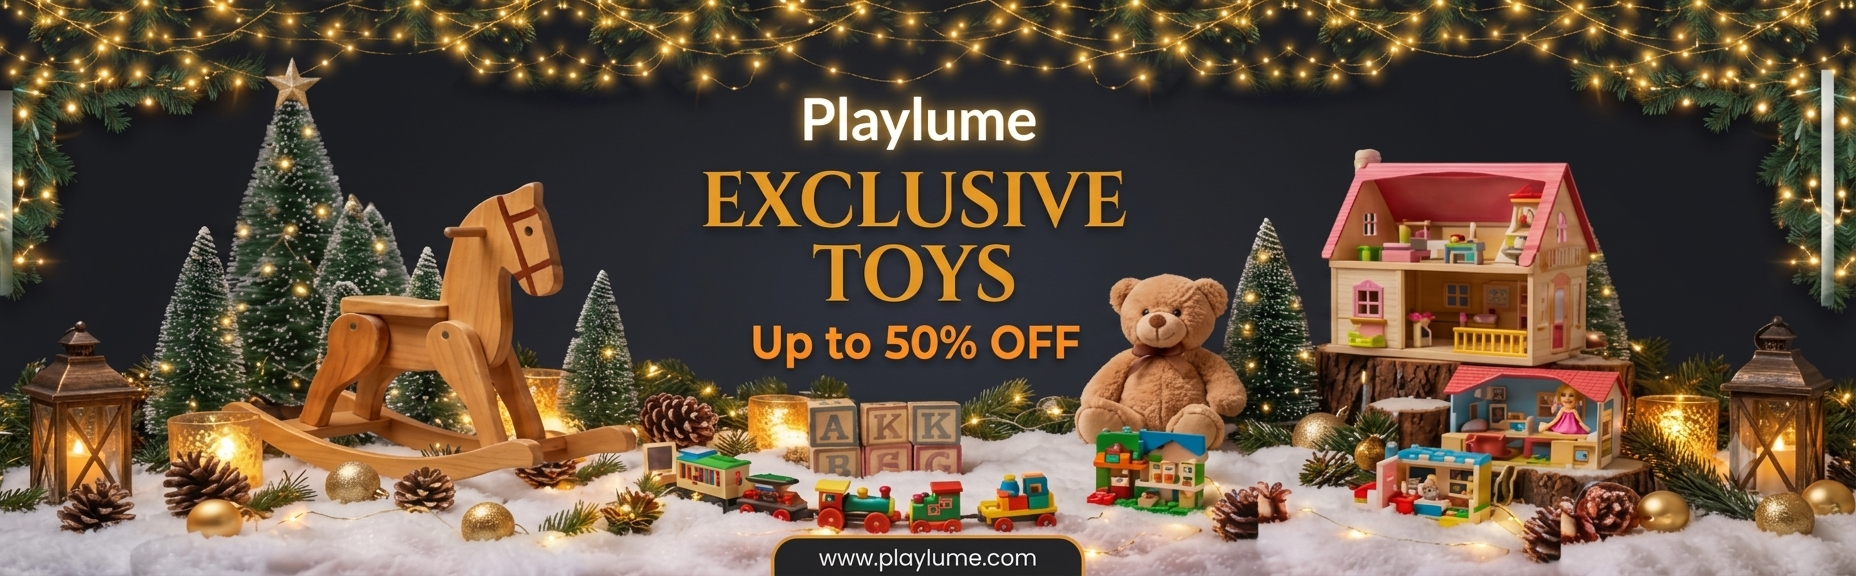 Playlume
EXCLUSIVE
TOYS
Up to 50% OFF
A K K
B S G
www.playlume.com